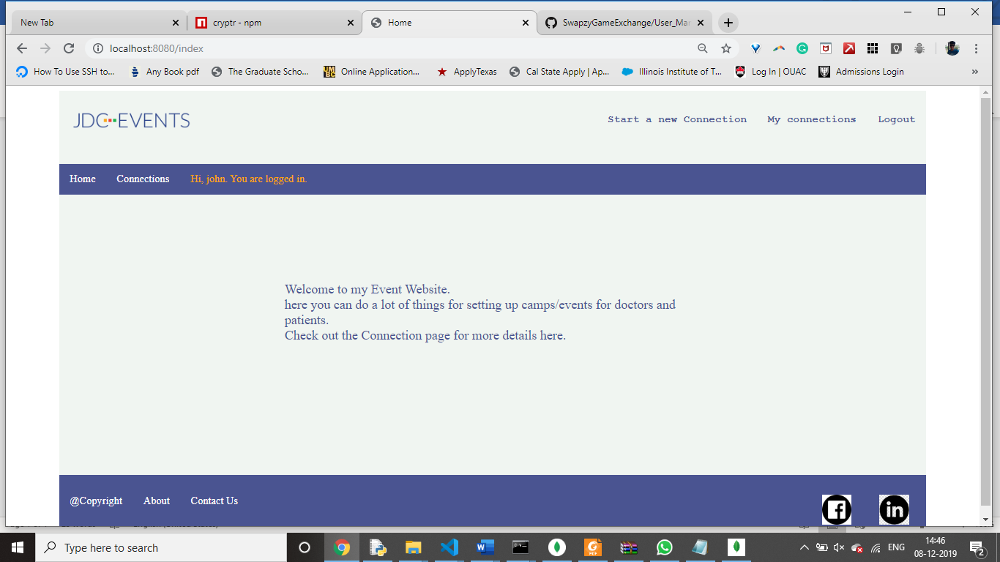 New Tab
cryptr - npm
Home
SwapzyGameExchange/User_Mar
localhost:8080/index
How To Use SSH to...
Any Book pdf
The Graduate Scho...
Online Application...
ApplyTexas
Cal State Apply | Ap...
Illinois Institute of T...
Log In | OUAC
Admissions Login
»
JDC EVENTS
Start a new Connection
My connections
Logout
Home
Connections
Hi, john. You are logged in.
Welcome to my Event Website.
here you can do a lot of things for setting up camps/events for doctors and
patients.
Check out the Connection page for more details here.
@Copyright
About
Contact Us
in
Type here to search
ENG
14:46
08-12-2019
2